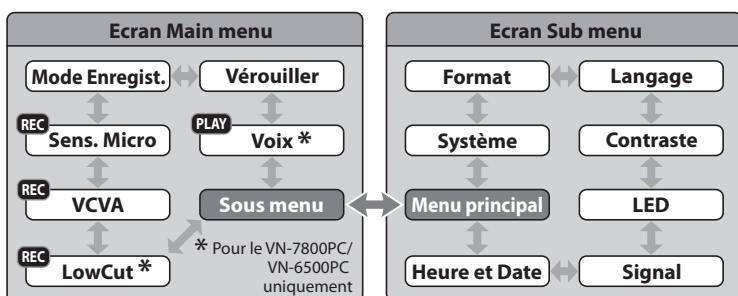 Ecran Main menu
Mode Enregist.
Vérouiller
REC
Sens. Micro
PLAY
Voix *
REC
VCVA
Sous menu
REC
LowCut *
* Pour le VN-7800PC/
VN-6500PC
uniquement
Ecran Sub menu
Format
Langage
Système
Contraste
Menu principal
LED
Heure et Date
Signal